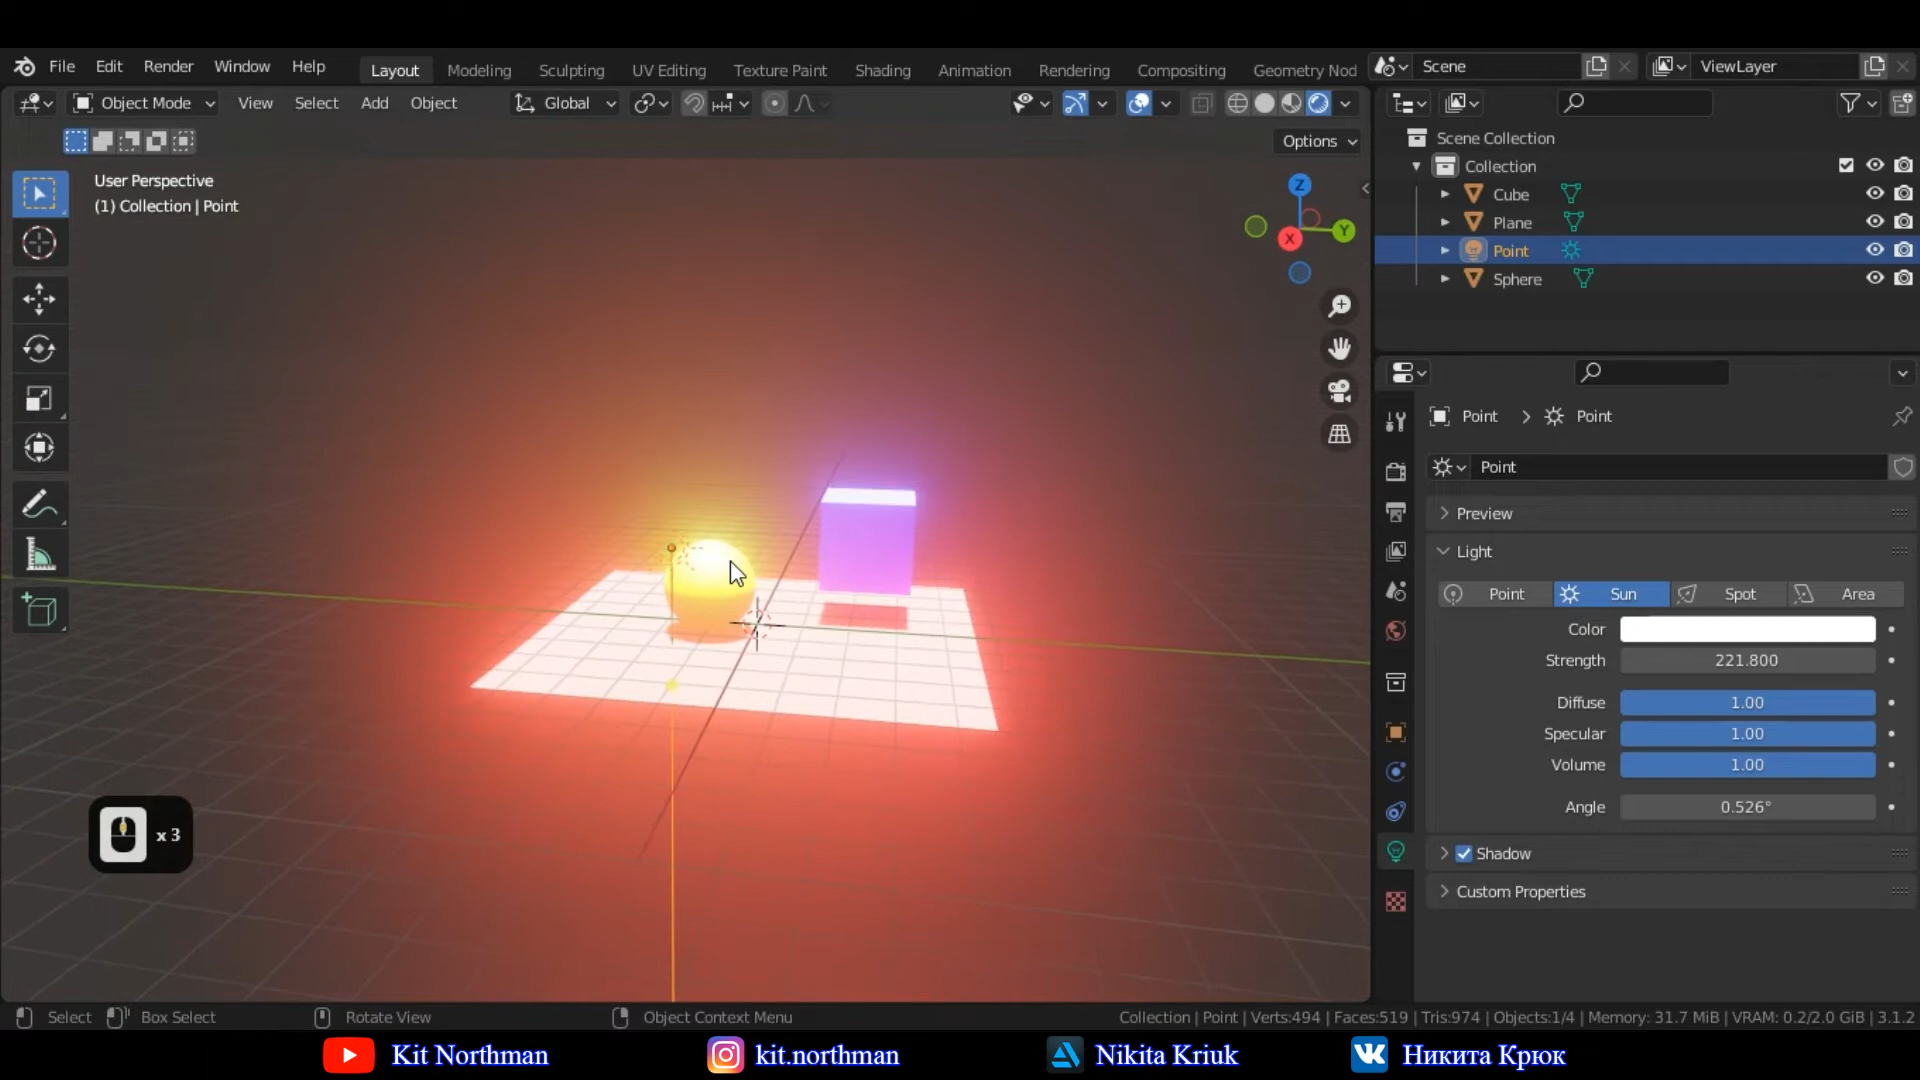 File Edit Render Window Help Layout Modeling Sculpting UV Editing Texture Paint Shading Animation Rendering Compositing Geometry Nod Scene ViewLayer
Object Mode View Select Add Object Global
Options
User Perspective
(1) Collection | Point
Z
Y
X
Scene Collection
Collection
Cube
Plane
Point
Sphere
Point > Point
Point
Preview
Light
Point Sun Spot Area
Color
Strength 221.800
Diffuse 1.00
Specular 1.00
Volume 1.00
Angle 0.526°
Shadow
Custom Properties
x 3
Select Box Select Rotate View Object Context Menu Collection | Point | Verts:494 | Faces:519 | Tris:974 | Objects:1/4 | Memory: 31.7 MiB | VRAM: 0.2/2.0 GiB | 3.1.2
Kit Northman kit.northman Nikita Kriuk Никита Крюк